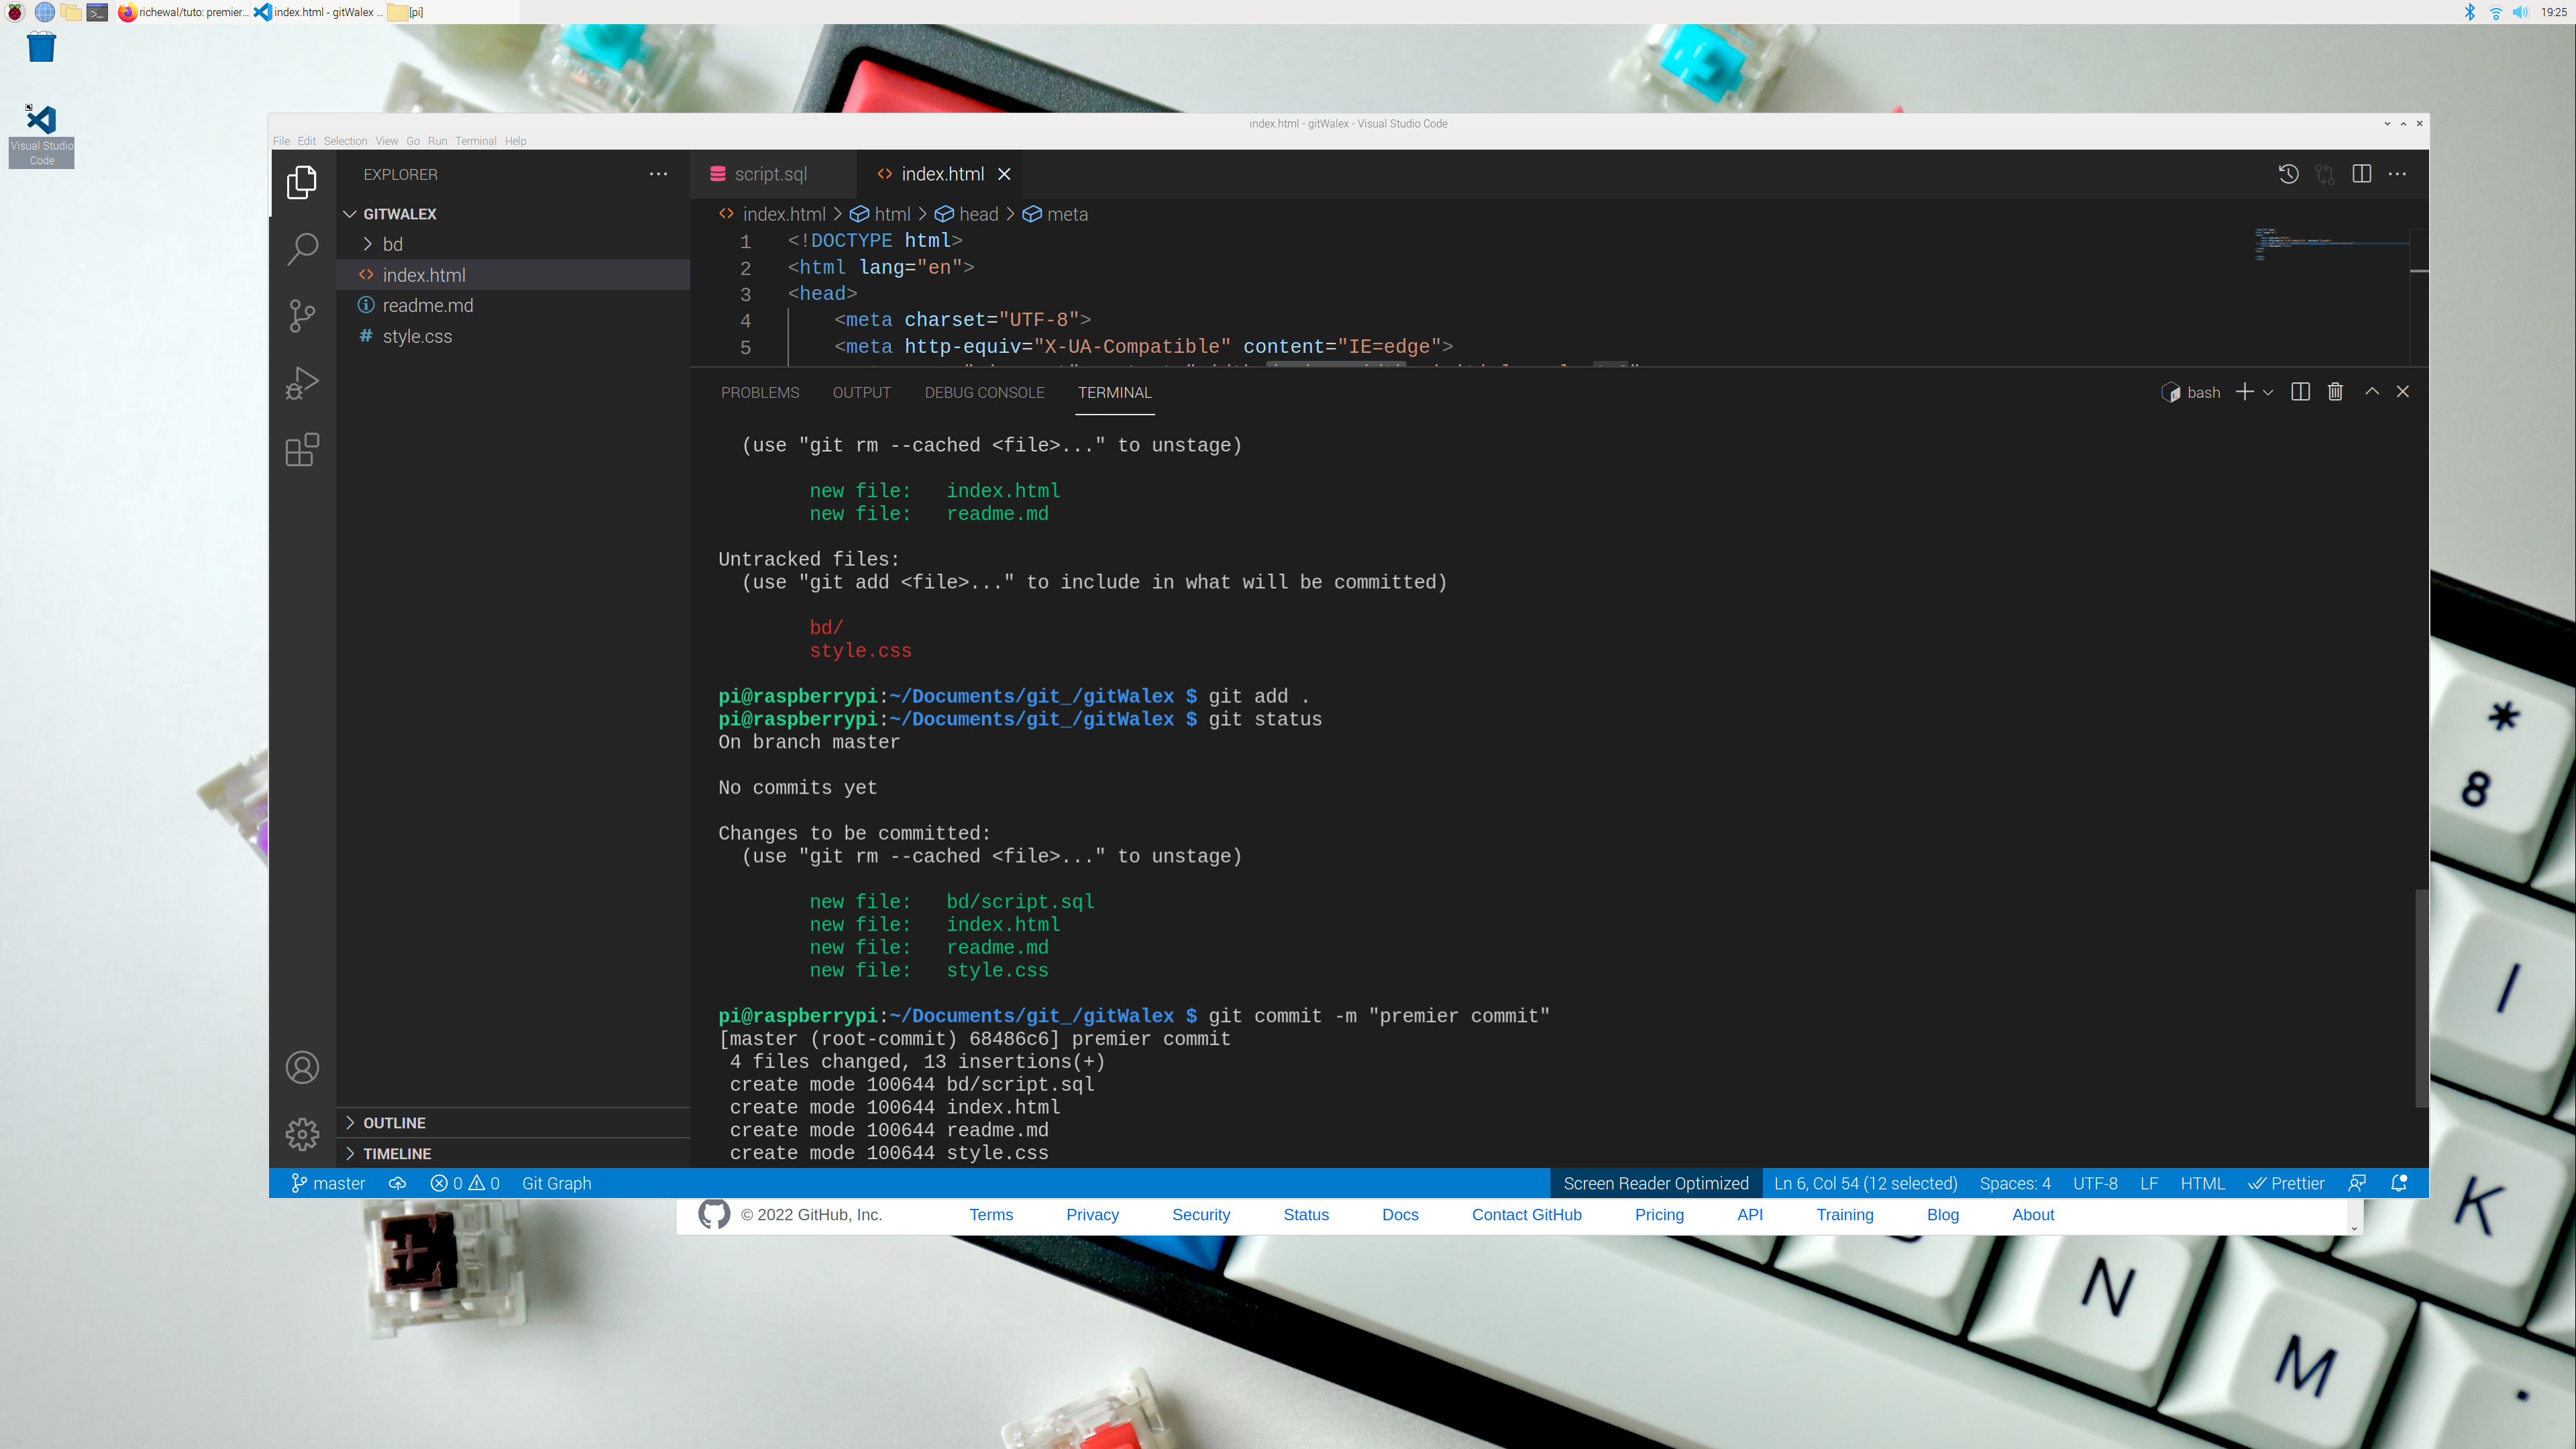 richewal/tuto: premier... index.html - gitWalex ... [pi] 19:25
Visual Studio
Code
index.html - gitWalex - Visual Studio Code
File Edit Selection View Go Run Terminal Help
EXPLORER
GITWALEX
bd
index.html
readme.md
style.css
OUTLINE
TIMELINE
script.sql index.html
index.html > html > head > meta
1 <!DOCTYPE html>
2 <html lang="en">
3 <head>
4 <meta charset="UTF-8">
5 <meta http-equiv="X-UA-Compatible" content="IE=edge">
PROBLEMS OUTPUT DEBUG CONSOLE TERMINAL bash
(use "git rm --cached <file>..." to unstage)
new file:   index.html
new file:   readme.md
Untracked files:
(use "git add <file>..." to include in what will be committed)
bd/
style.css
pi@raspberrypi:~/Documents/git_/gitWalex $ git add .
pi@raspberrypi:~/Documents/git_/gitWalex $ git status
On branch master
No commits yet
Changes to be committed:
(use "git rm --cached <file>..." to unstage)
new file:   bd/script.sql
new file:   index.html
new file:   readme.md
new file:   style.css
pi@raspberrypi:~/Documents/git_/gitWalex $ git commit -m "premier commit"
[master (root-commit) 68486c6] premier commit
4 files changed, 13 insertions(+)
create mode 100644 bd/script.sql
create mode 100644 index.html
create mode 100644 readme.md
create mode 100644 style.css
master 0 0 Git Graph Screen Reader Optimized Ln 6, Col 54 (12 selected) Spaces: 4 UTF-8 LF HTML Prettier
© 2022 GitHub, Inc. Terms Privacy Security Status Docs Contact GitHub Pricing API Training Blog About
*
8
I
K
N
M
.